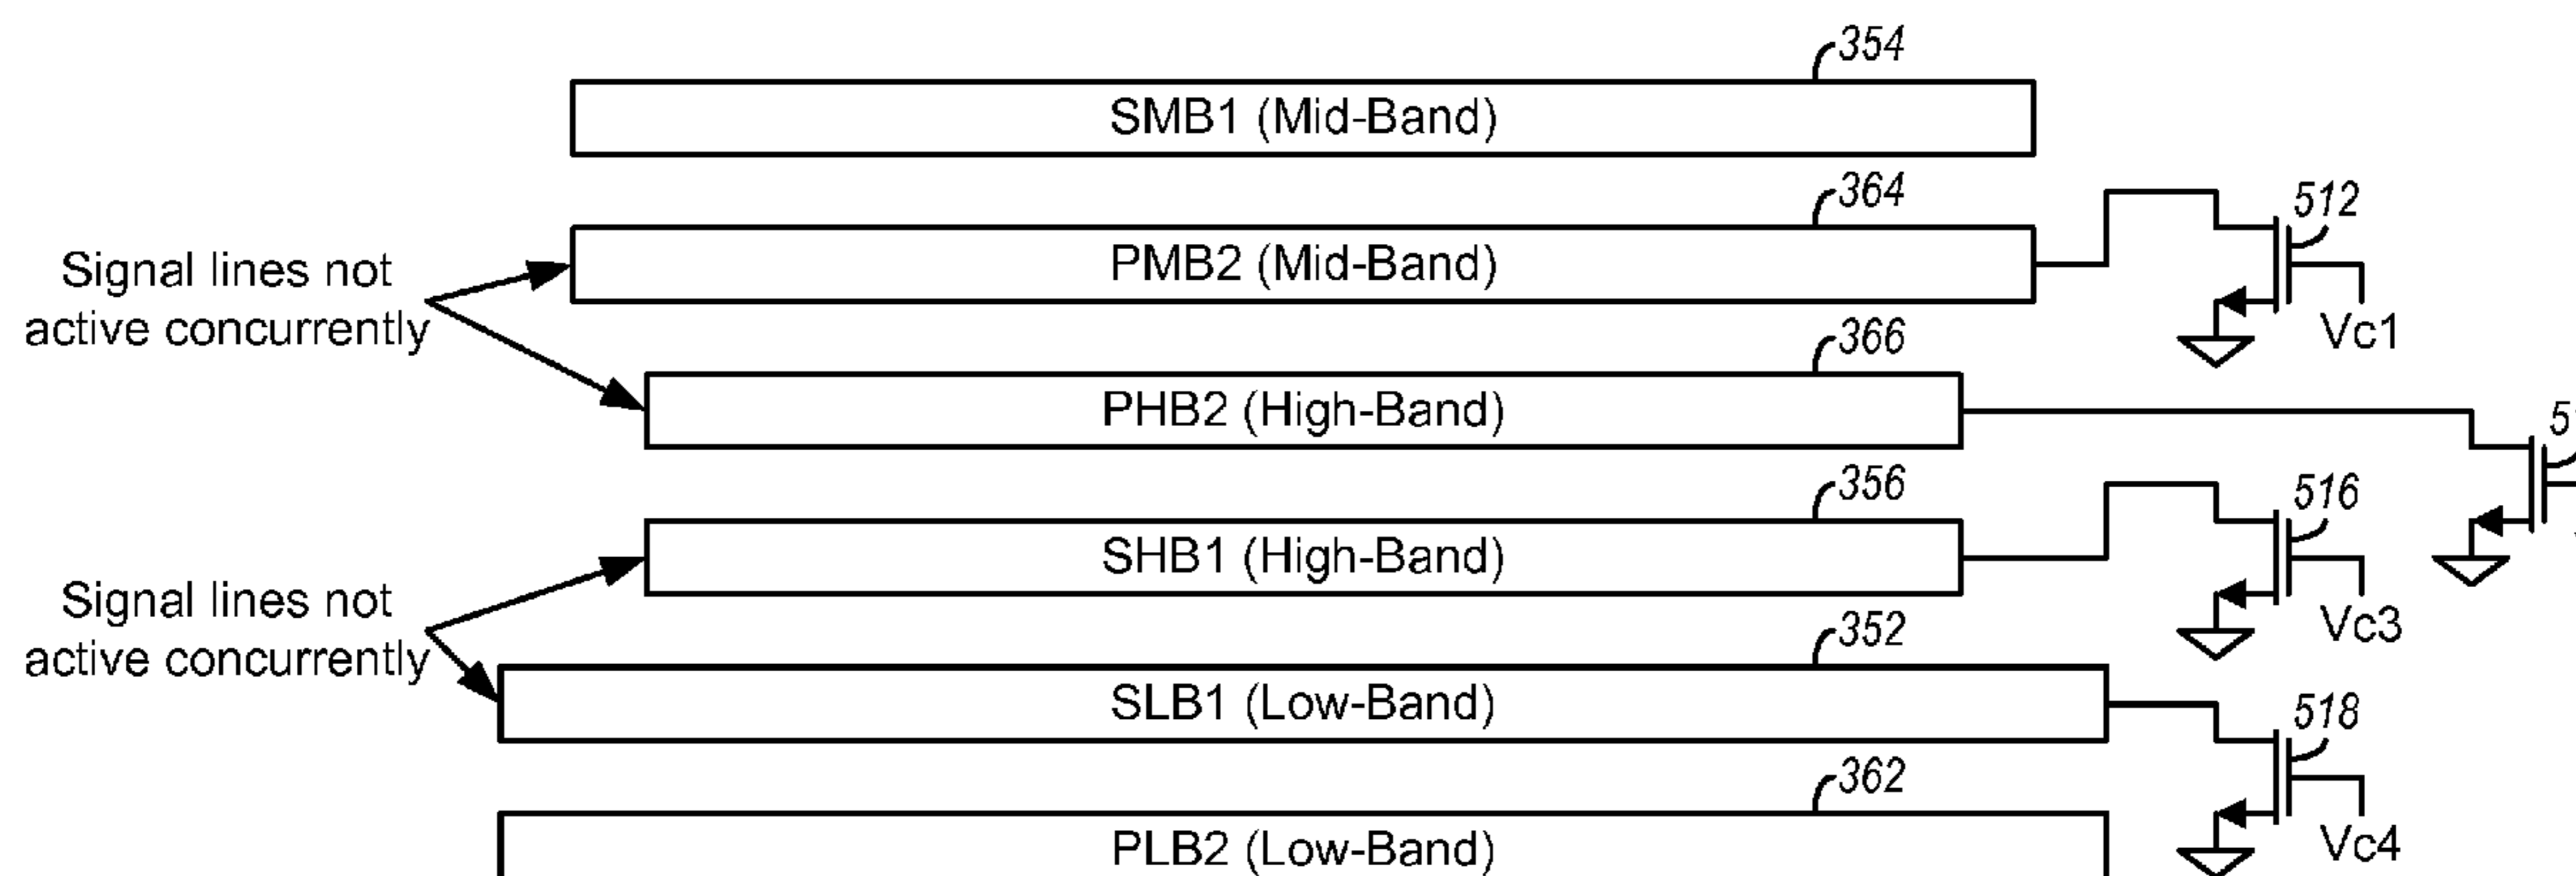 354
SMB1 (Mid-Band)
364
512
PMB2 (Mid-Band)
Signal lines not
active concurrently
Vc1
366
PHB2 (High-Band)
356
516
SHB1 (High-Band)
Signal lines not
active concurrently
Vc3
352
SLB1 (Low-Band)
518
362
PLB2 (Low-Band)
Vc4